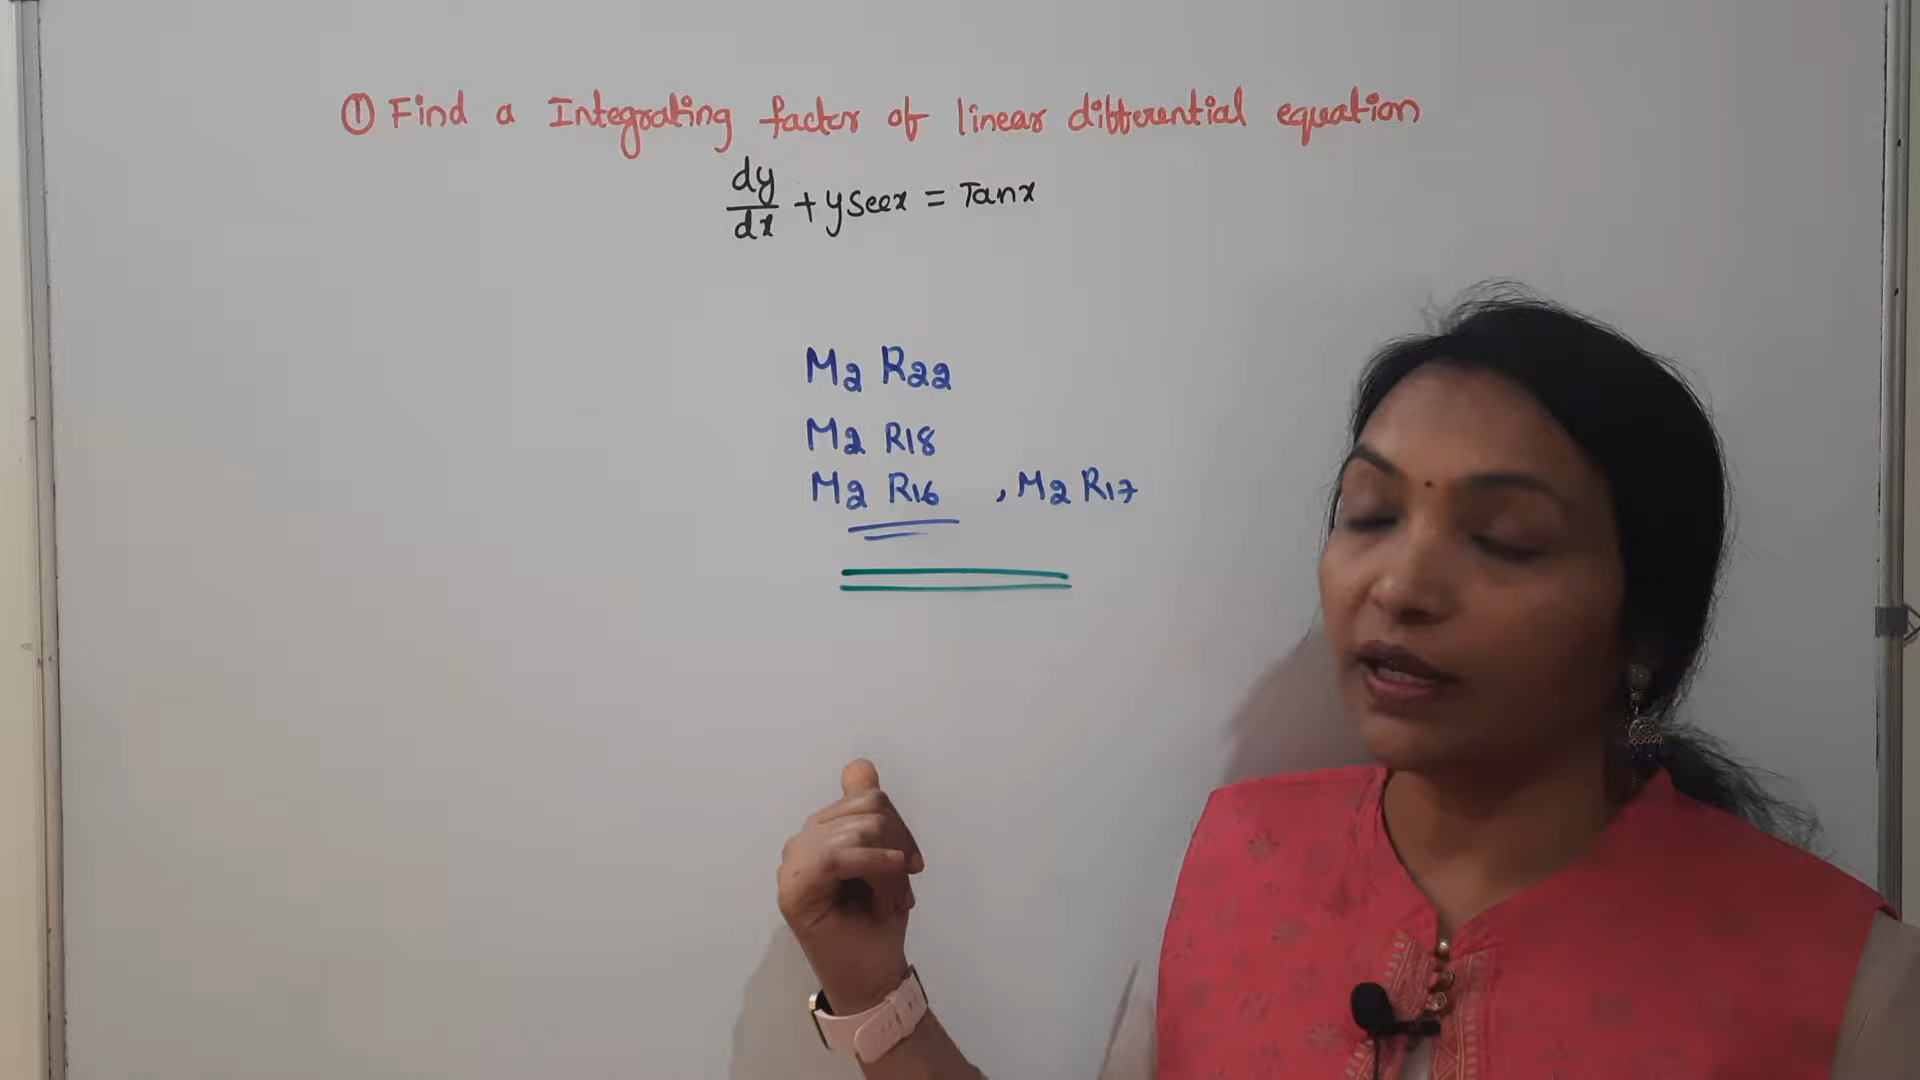 ① Find a Integrating factor of linear differential equation
dy/dx + y Secx = Tanx
M2 R22
M2 R18
M2 R16 , M2 R17